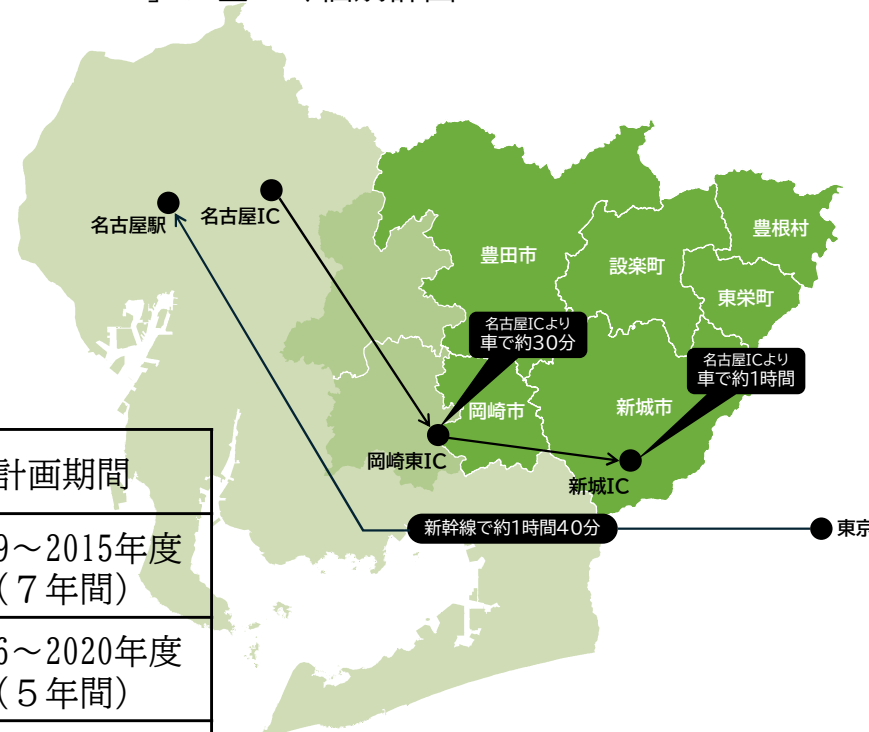 名古屋駅
名古屋IC
豊田市
設楽町
豊根村
東栄町
名古屋ICより
車で約30分
名古屋ICより
車で約1時間
岡崎市
新城市
岡崎東IC
新城IC
新幹線で約1時間40分
東京
計画期間
9～2015年度
(７年間)
6～2020年度
(５年間)